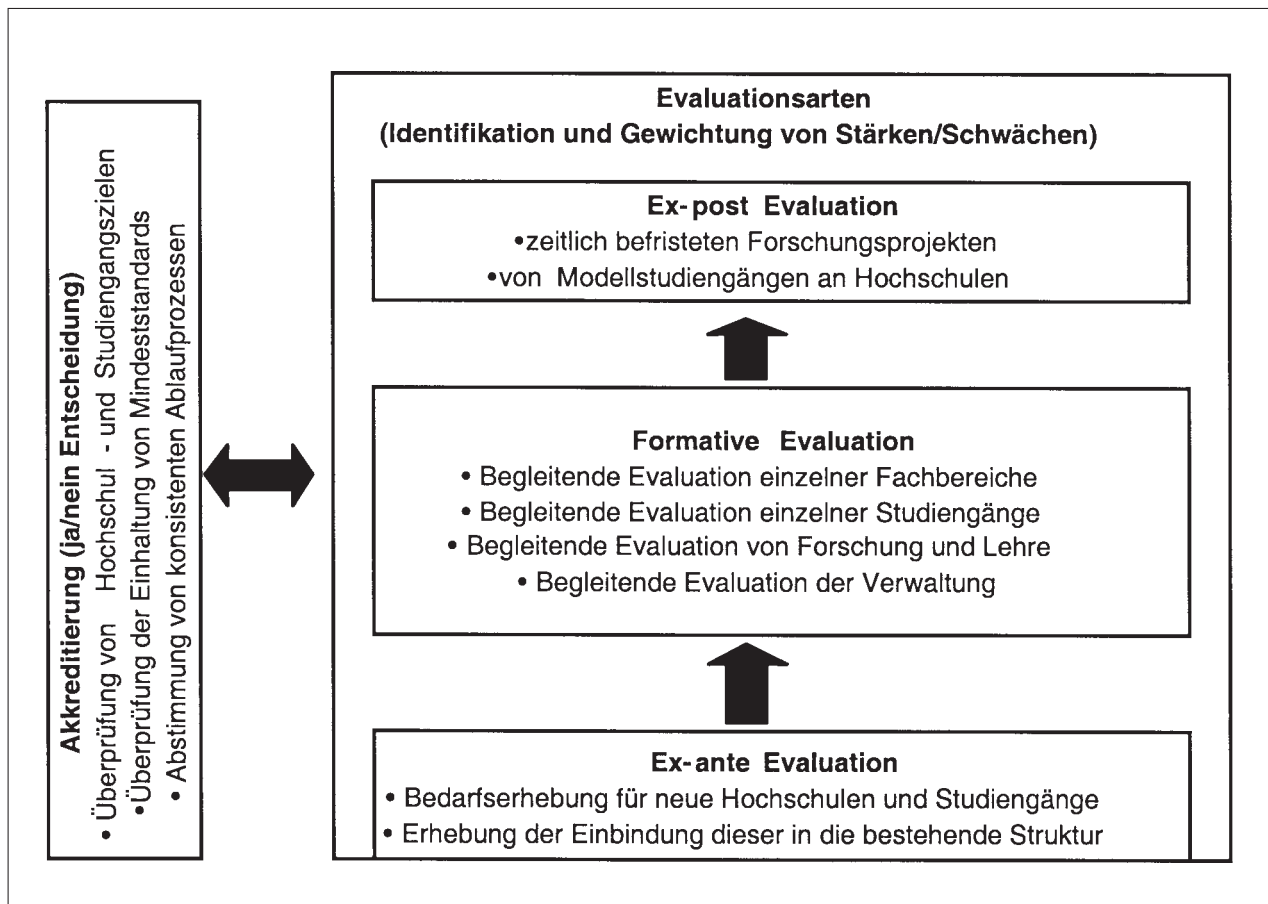 Akkreditierung (ja/nein Entscheidung)
• Überprüfung von Hochschul - und Studiengangszielen
•Überprüfung der Einhaltung von Mindeststandards
• Abstimmung von konsistenten Ablaufprozessen
Evaluationsarten
(Identifikation und Gewichtung von Stärken/Schwächen)
Ex-post Evaluation
•zeitlich befristeten Forschungsprojekten
•von Modellstudiengängen an Hochschulen
Formative Evaluation
• Begleitende Evaluation einzelner Fachbereiche
• Begleitende Evaluation einzelner Studiengänge
• Begleitende Evaluation von Forschung und Lehre
• Begleitende Evaluation der Verwaltung
Ex-ante Evaluation
• Bedarfserhebung für neue Hochschulen und Studiengänge
• Erhebung der Einbindung dieser in die bestehende Struktur